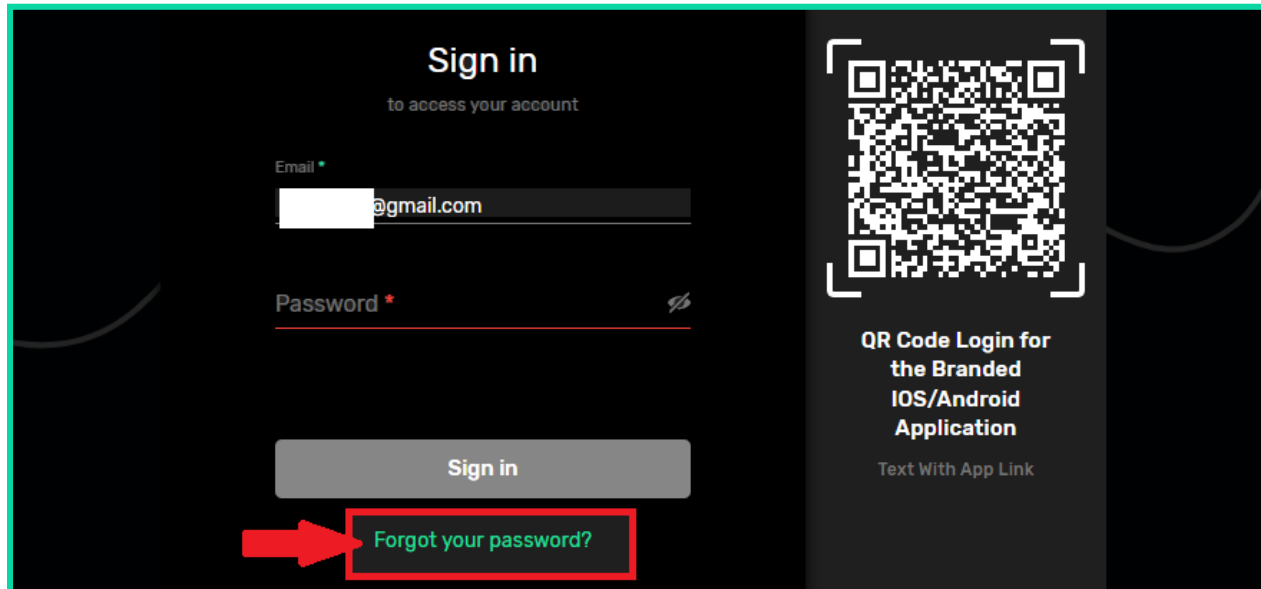 Sign in
to access your account
Email *
@gmail.com
Password *
Sign in
Forgot your password?
QR Code Login for
the Branded
IOS/Android
Application
Text With App Link